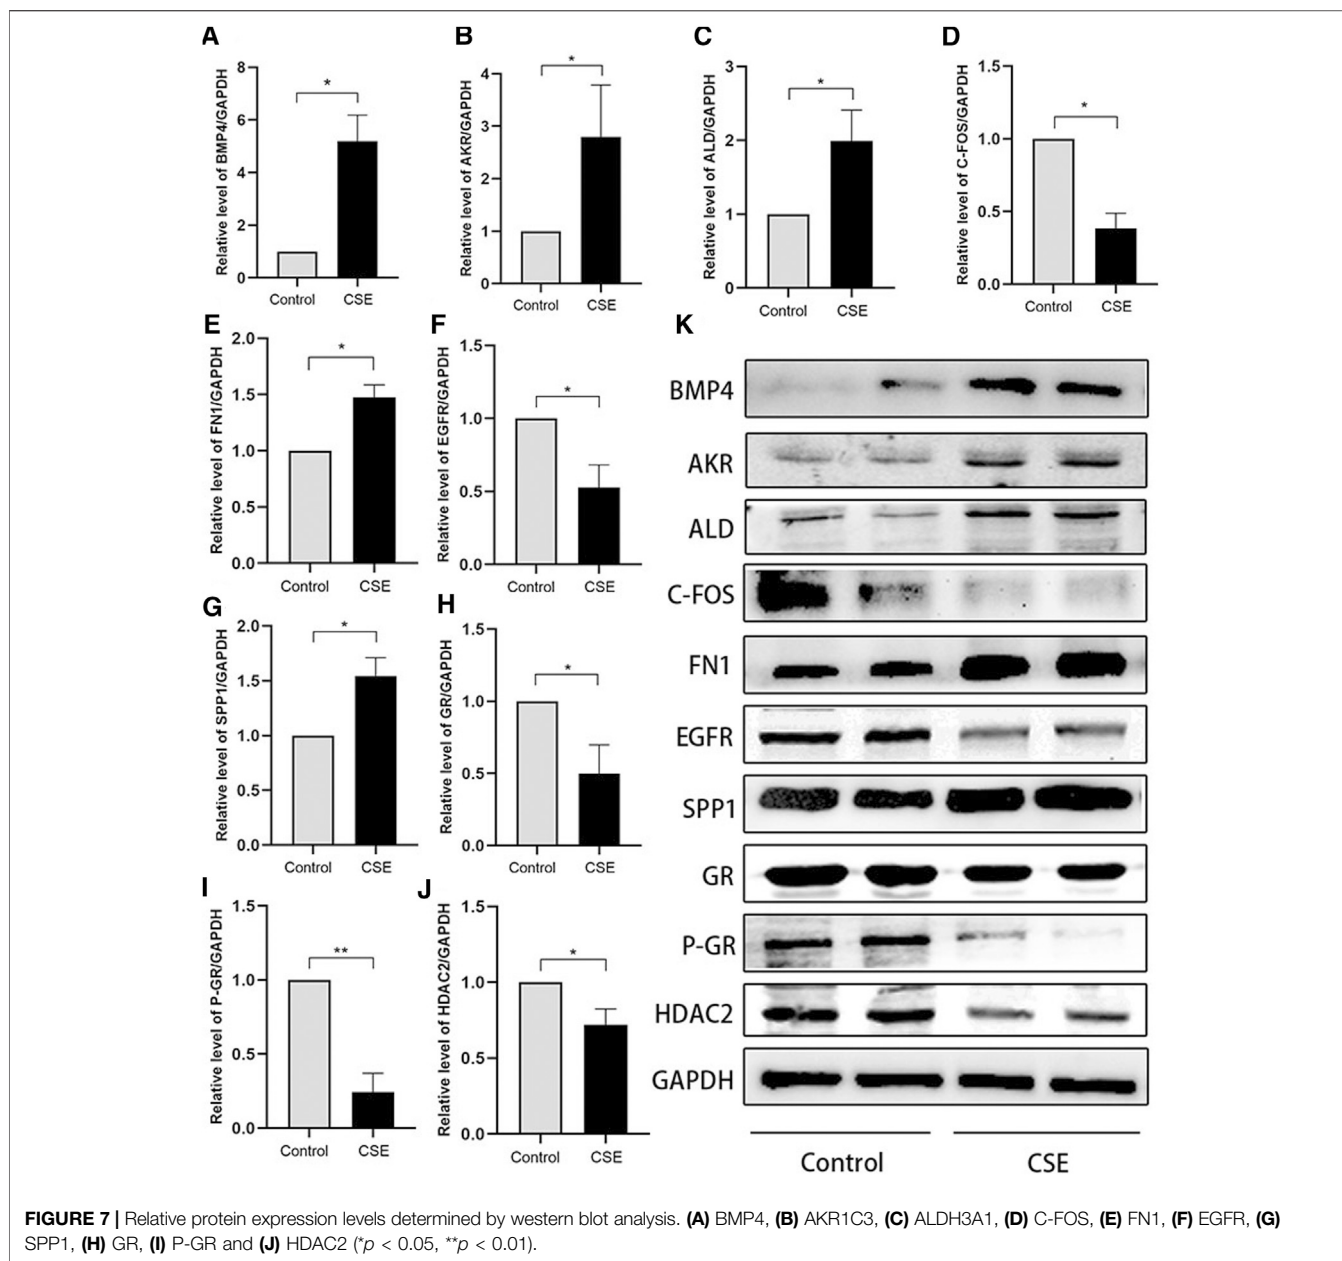 A
Relative level of BMP4/GAPDH
8
6
4
2
0
*
Control CSE
B
Relative level of AKR/GAPDH
4
3
2
1
0
*
Control CSE
C
Relative level of ALD/GAPDH
3
2
1
0
*
Control CSE
D
Relative level of C-FOS/GAPDH
1.5
1.0
0.5
0.0
*
Control CSE
E
Relative level of FN1/GAPDH
2.0
1.5
1.0
0.5
0.0
*
Control CSE
F
Relative level of EGFR/GAPDH
1.5
1.0
0.5
0.0
*
Control CSE
G
Relative level of SPP1/GAPDH
2.0
1.5
1.0
0.5
0.0
*
Control CSE
H
Relative level of GR/GAPDH
1.5
1.0
0.5
0.0
*
Control CSE
I
Relative level of P-GR/GAPDH
1.5
1.0
0.5
0.0
**
Control CSE
J
Relative level of HDAC2/GAPDH
1.5
1.0
0.5
0.0
*
Control CSE
K
BMP4
AKR
ALD
C-FOS
FN1
EGFR
SPP1
GR
P-GR
HDAC2
GAPDH
Control CSE
FIGURE 7 | Relative protein expression levels determined by western blot analysis. (A) BMP4, (B) AKR1C3, (C) ALDH3A1, (D) C-FOS, (E) FN1, (F) EGFR, (G)
SPP1, (H) GR, (I) P-GR and (J) HDAC2 (*p < 0.05, **p < 0.01).